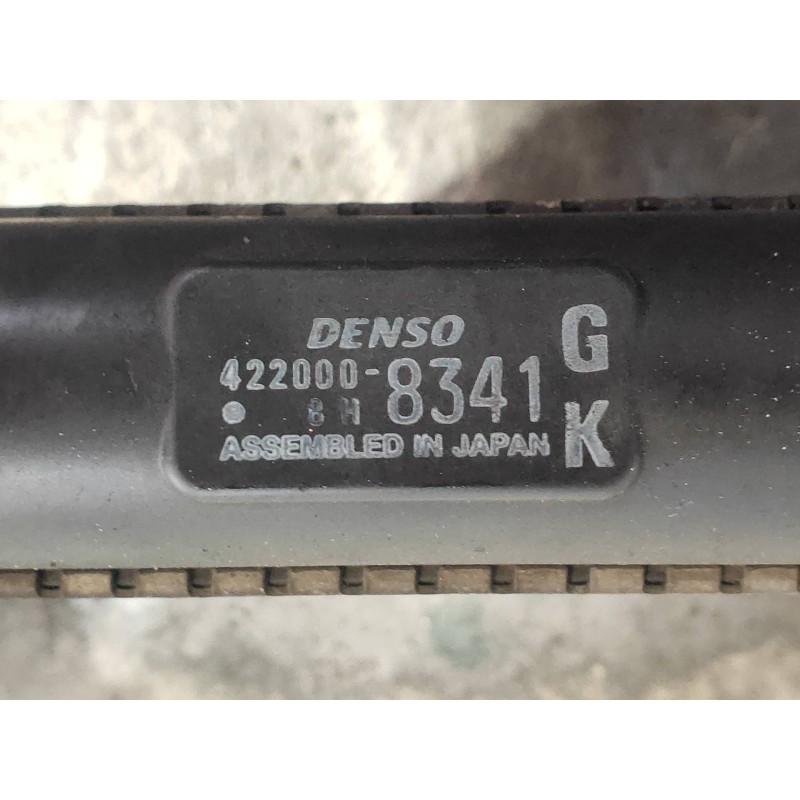 DENSO
422000-8341
8H
ASSEMBLED IN JAPAN
G
K